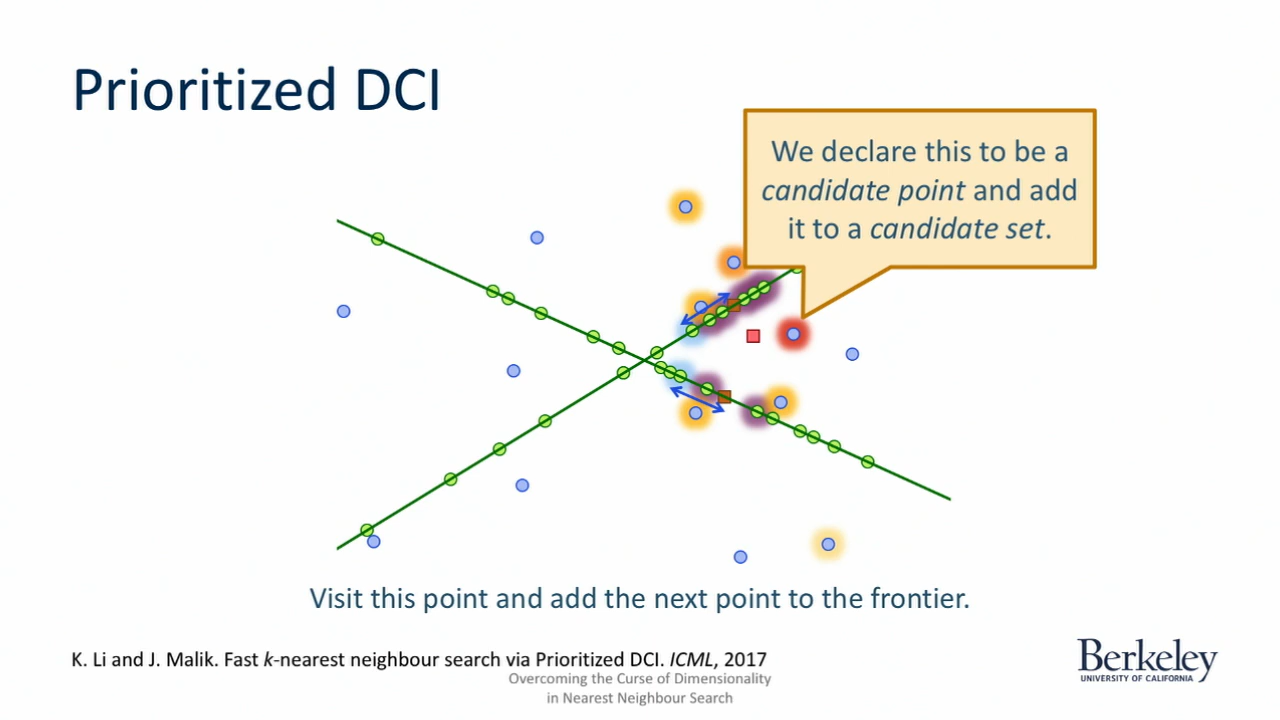 Prioritized DCI
We declare this to be a
candidate point and add
it to a candidate set.
Visit this point and add the next point to the frontier.
K. Li and J. Malik. Fast k-nearest neighbour search via Prioritized DCI. ICML, 2017
Overcoming the Curse of Dimensionality
in Nearest Neighbour Search
Berkeley
UNIVERSITY OF CALIFORNIA